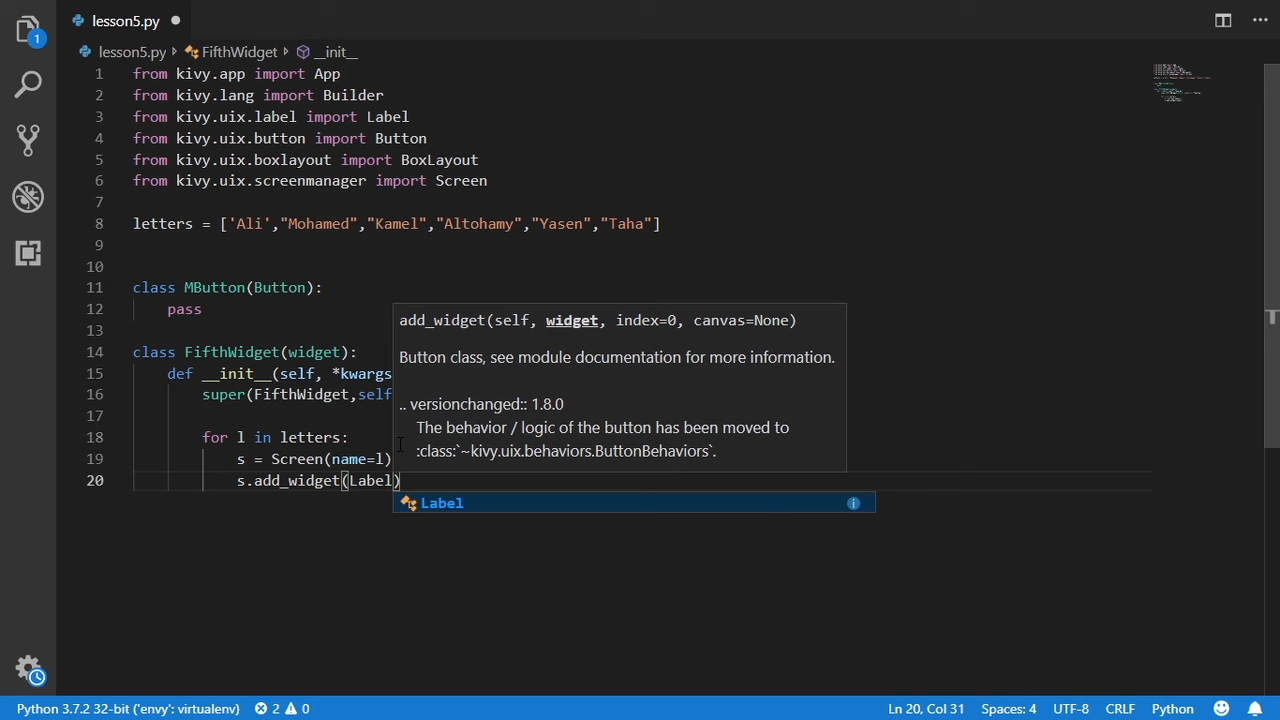 lesson5.py
1
lesson5.py FifthWidget __init__
1 from kivy.app import App
2 from kivy.lang import Builder
3 from kivy.uix.label import Label
4 from kivy.uix.button import Button
5 from kivy.uix.boxlayout import BoxLayout
6 from kivy.uix.screenmanager import Screen
7
8 letters = ['Ali',"Mohamed","Kamel","Altohamy","Yasen","Taha"]
9
10
11 class MButton(Button):
12 pass
13
add_widget(self, widget, index=0, canvas=None)
14 class FifthWidget(widget):
Button class, see module documentation for more information.
15 def __init__(self, *kwargs
16 super(FifthWidget,self
.. versionchanged:: 1.8.0
17
The behavior / logic of the button has been moved to
18 for l in letters:
:class:`~kivy.uix.behaviors.ButtonBehaviors`.
19 s = Screen(name=l)
20 s.add_widget(Label)
Label
Python 3.7.2 32-bit ('envy': virtualenv) 2 0 Ln 20, Col 31 Spaces: 4 UTF-8 CRLF Python